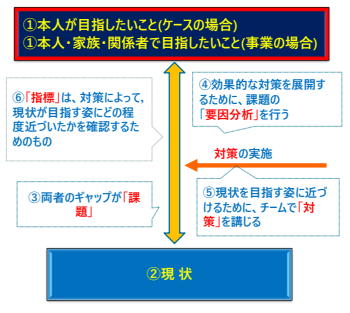 ①本人が目指したいこと(ケースの場合)
①本人・家族・関係者で目指したいこと(事業の場合)
⑥「指標」は、対策によって,
現状が目指す姿にどの程
度近づいたかを確認するた
めのもの
④効果的な対策を展開す
るために、課題の
「要因分析」を行う
対策の実施
③両者のギャップが「課
題」
⑤現状を目指す姿に近づ
けるために、チームで「対
策」を講じる
②現 状